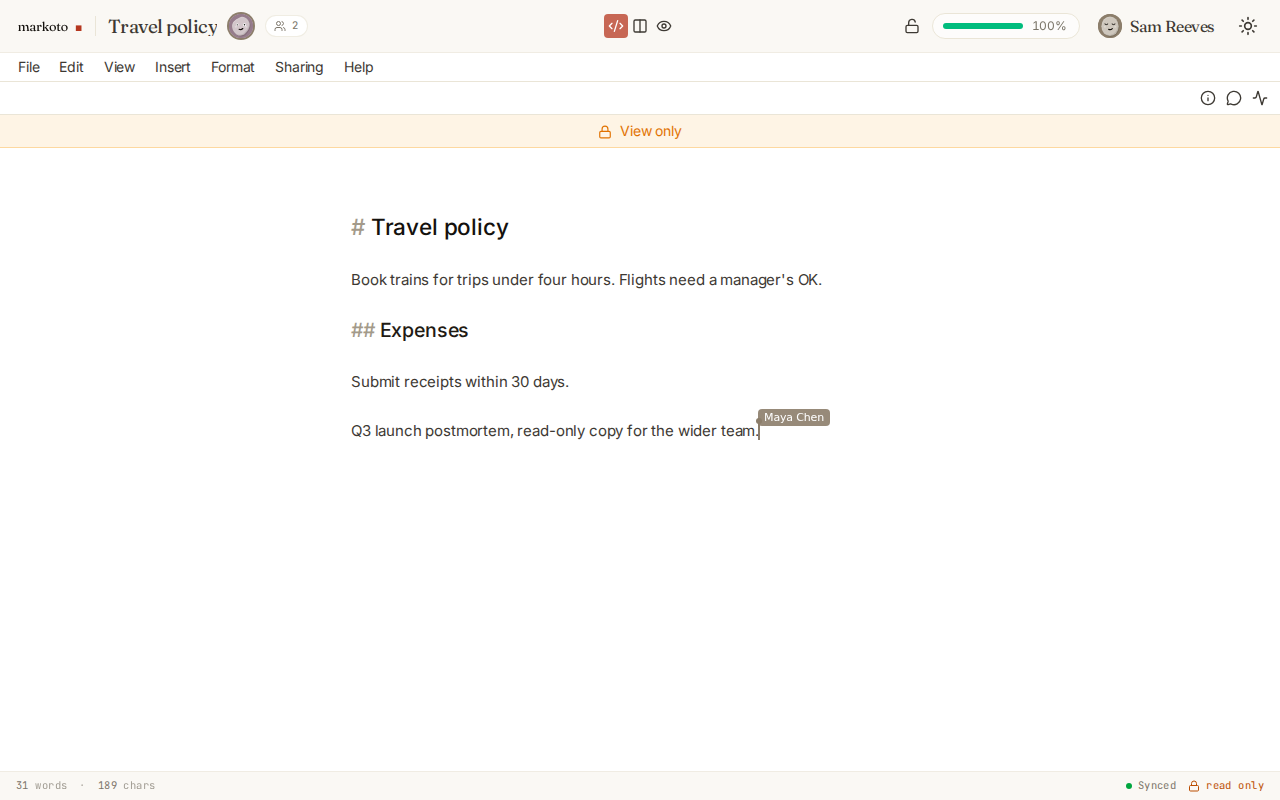 markoto
Travel policy
2
100%
Sam Reeves
File Edit View Insert Format Sharing Help
View only
# Travel policy
Book trains for trips under four hours. Flights need a manager's OK.
## Expenses
Submit receipts within 30 days.
Maya Chen
Q3 launch postmortem, read-only copy for the wider team.
31 words · 189 chars
Synced
read only